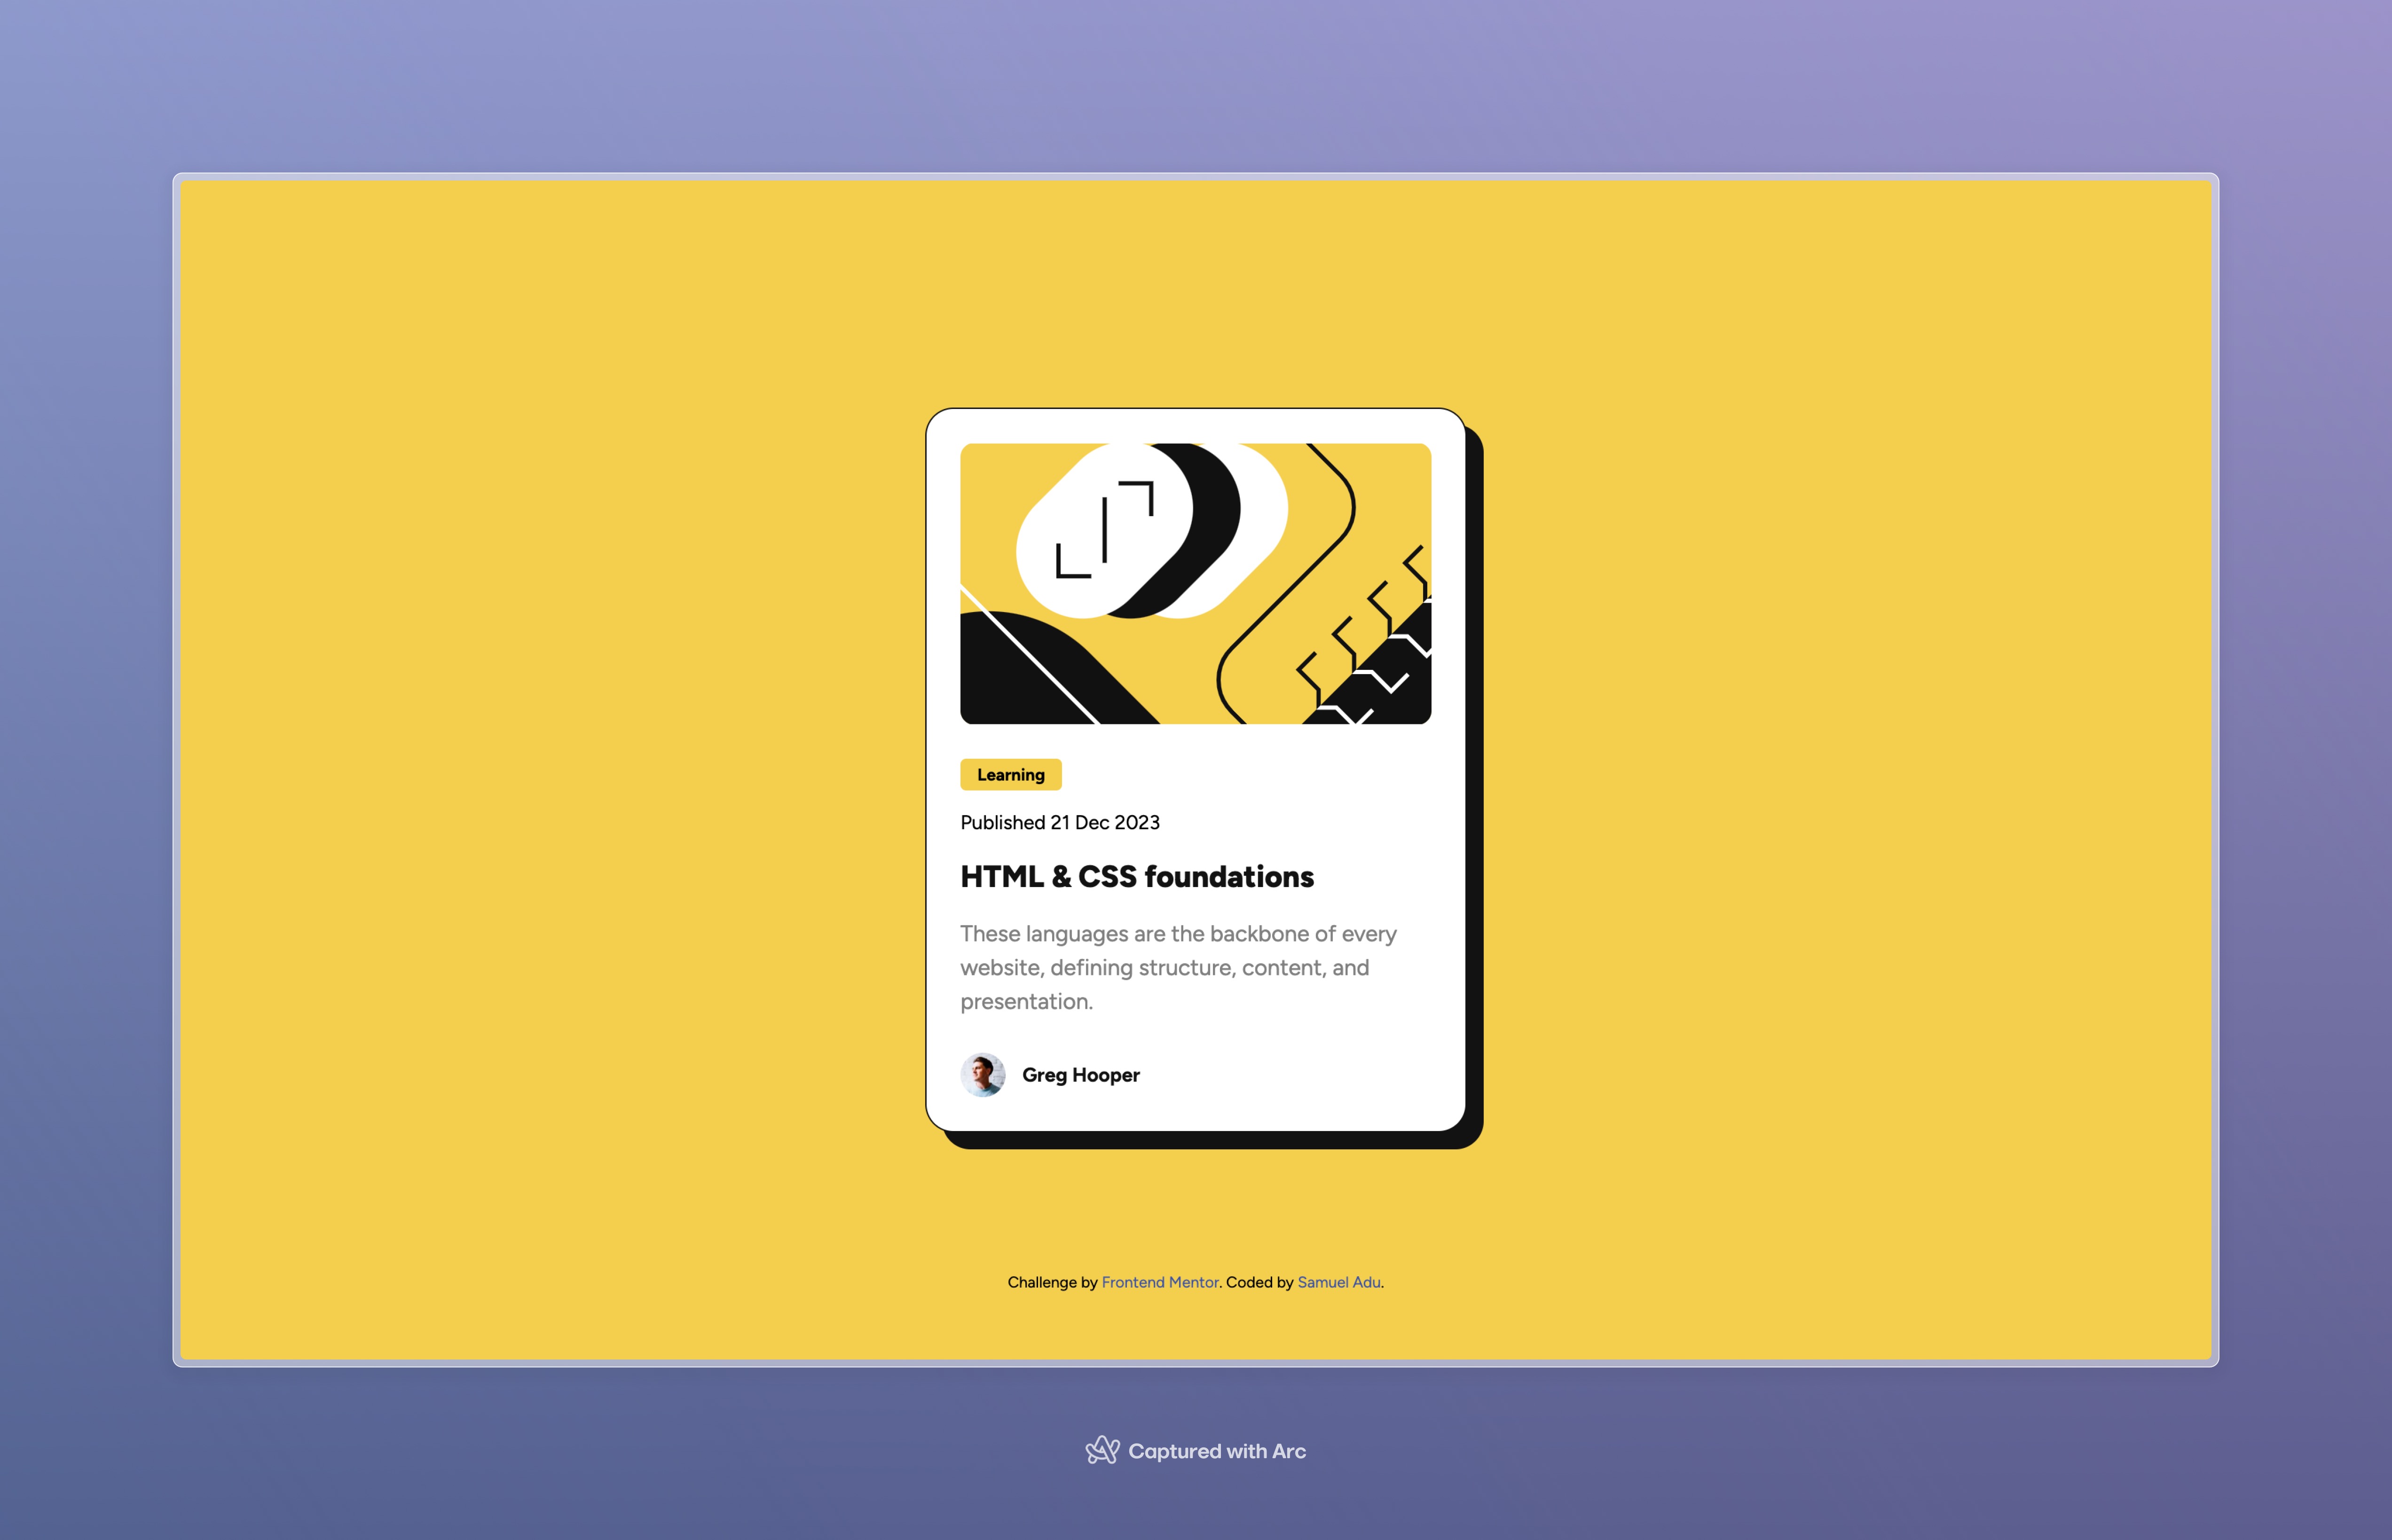 Learning
Published 21 Dec 2023
HTML & CSS foundations
These languages are the backbone of every
website, defining structure, content, and
presentation.
Greg Hooper
Challenge by Frontend Mentor. Coded by Samuel Adu.
Captured with Arc